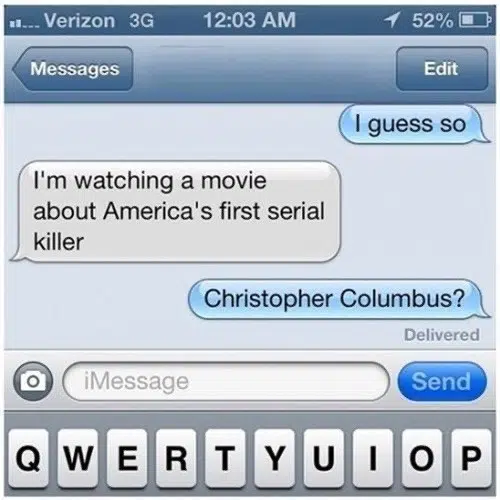 Verizon 3G 12:03 AM 52%
Messages Edit
I guess so
I'm watching a movie
about America's first serial
killer
Christopher Columbus?
Delivered
iMessage Send
Q W E R T Y U I O P